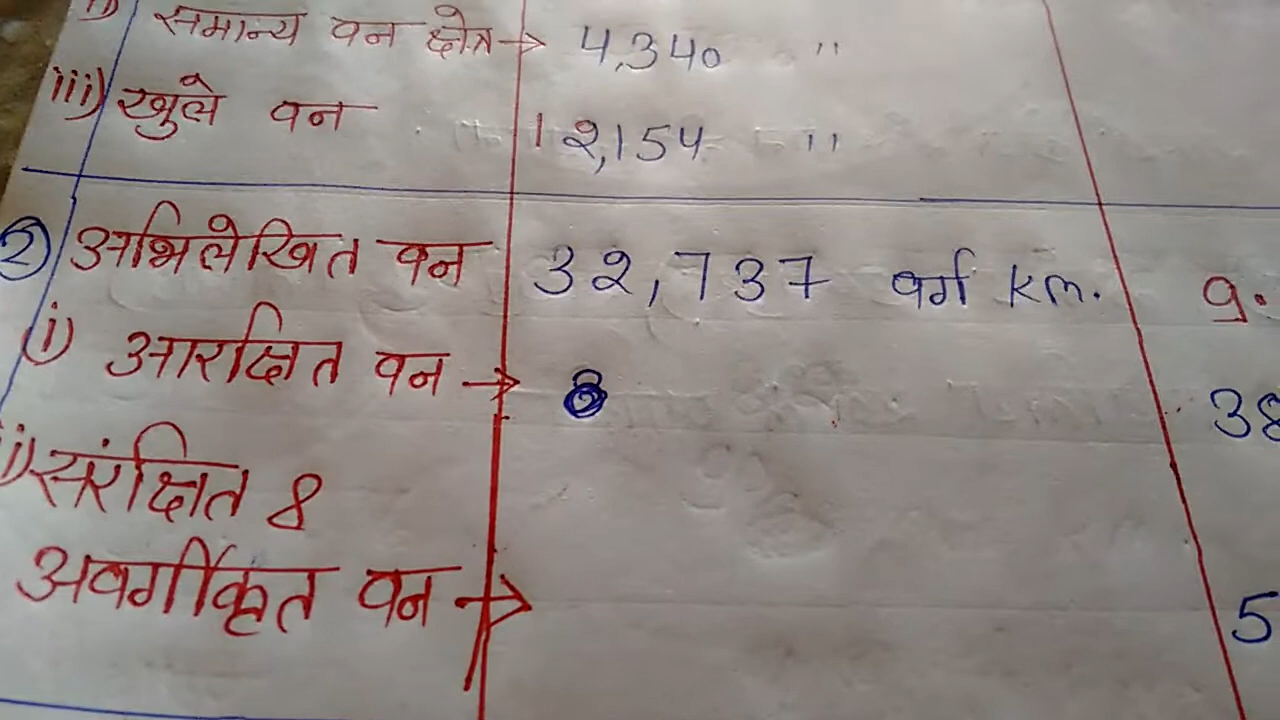 ii) समान्य वन क्षेत्र → 4,340 "
iii) खुले वन 12,154 "
2) अभिलेखित वन 32,737 वर्ग km. 9.
i) आरक्षित वन → 38
ii) संरक्षित &
अवर्गीकृत वन → 5